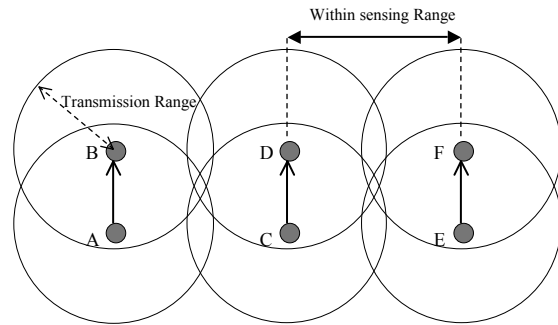 Within sensing Range
Transmission Range
B D F
A C E